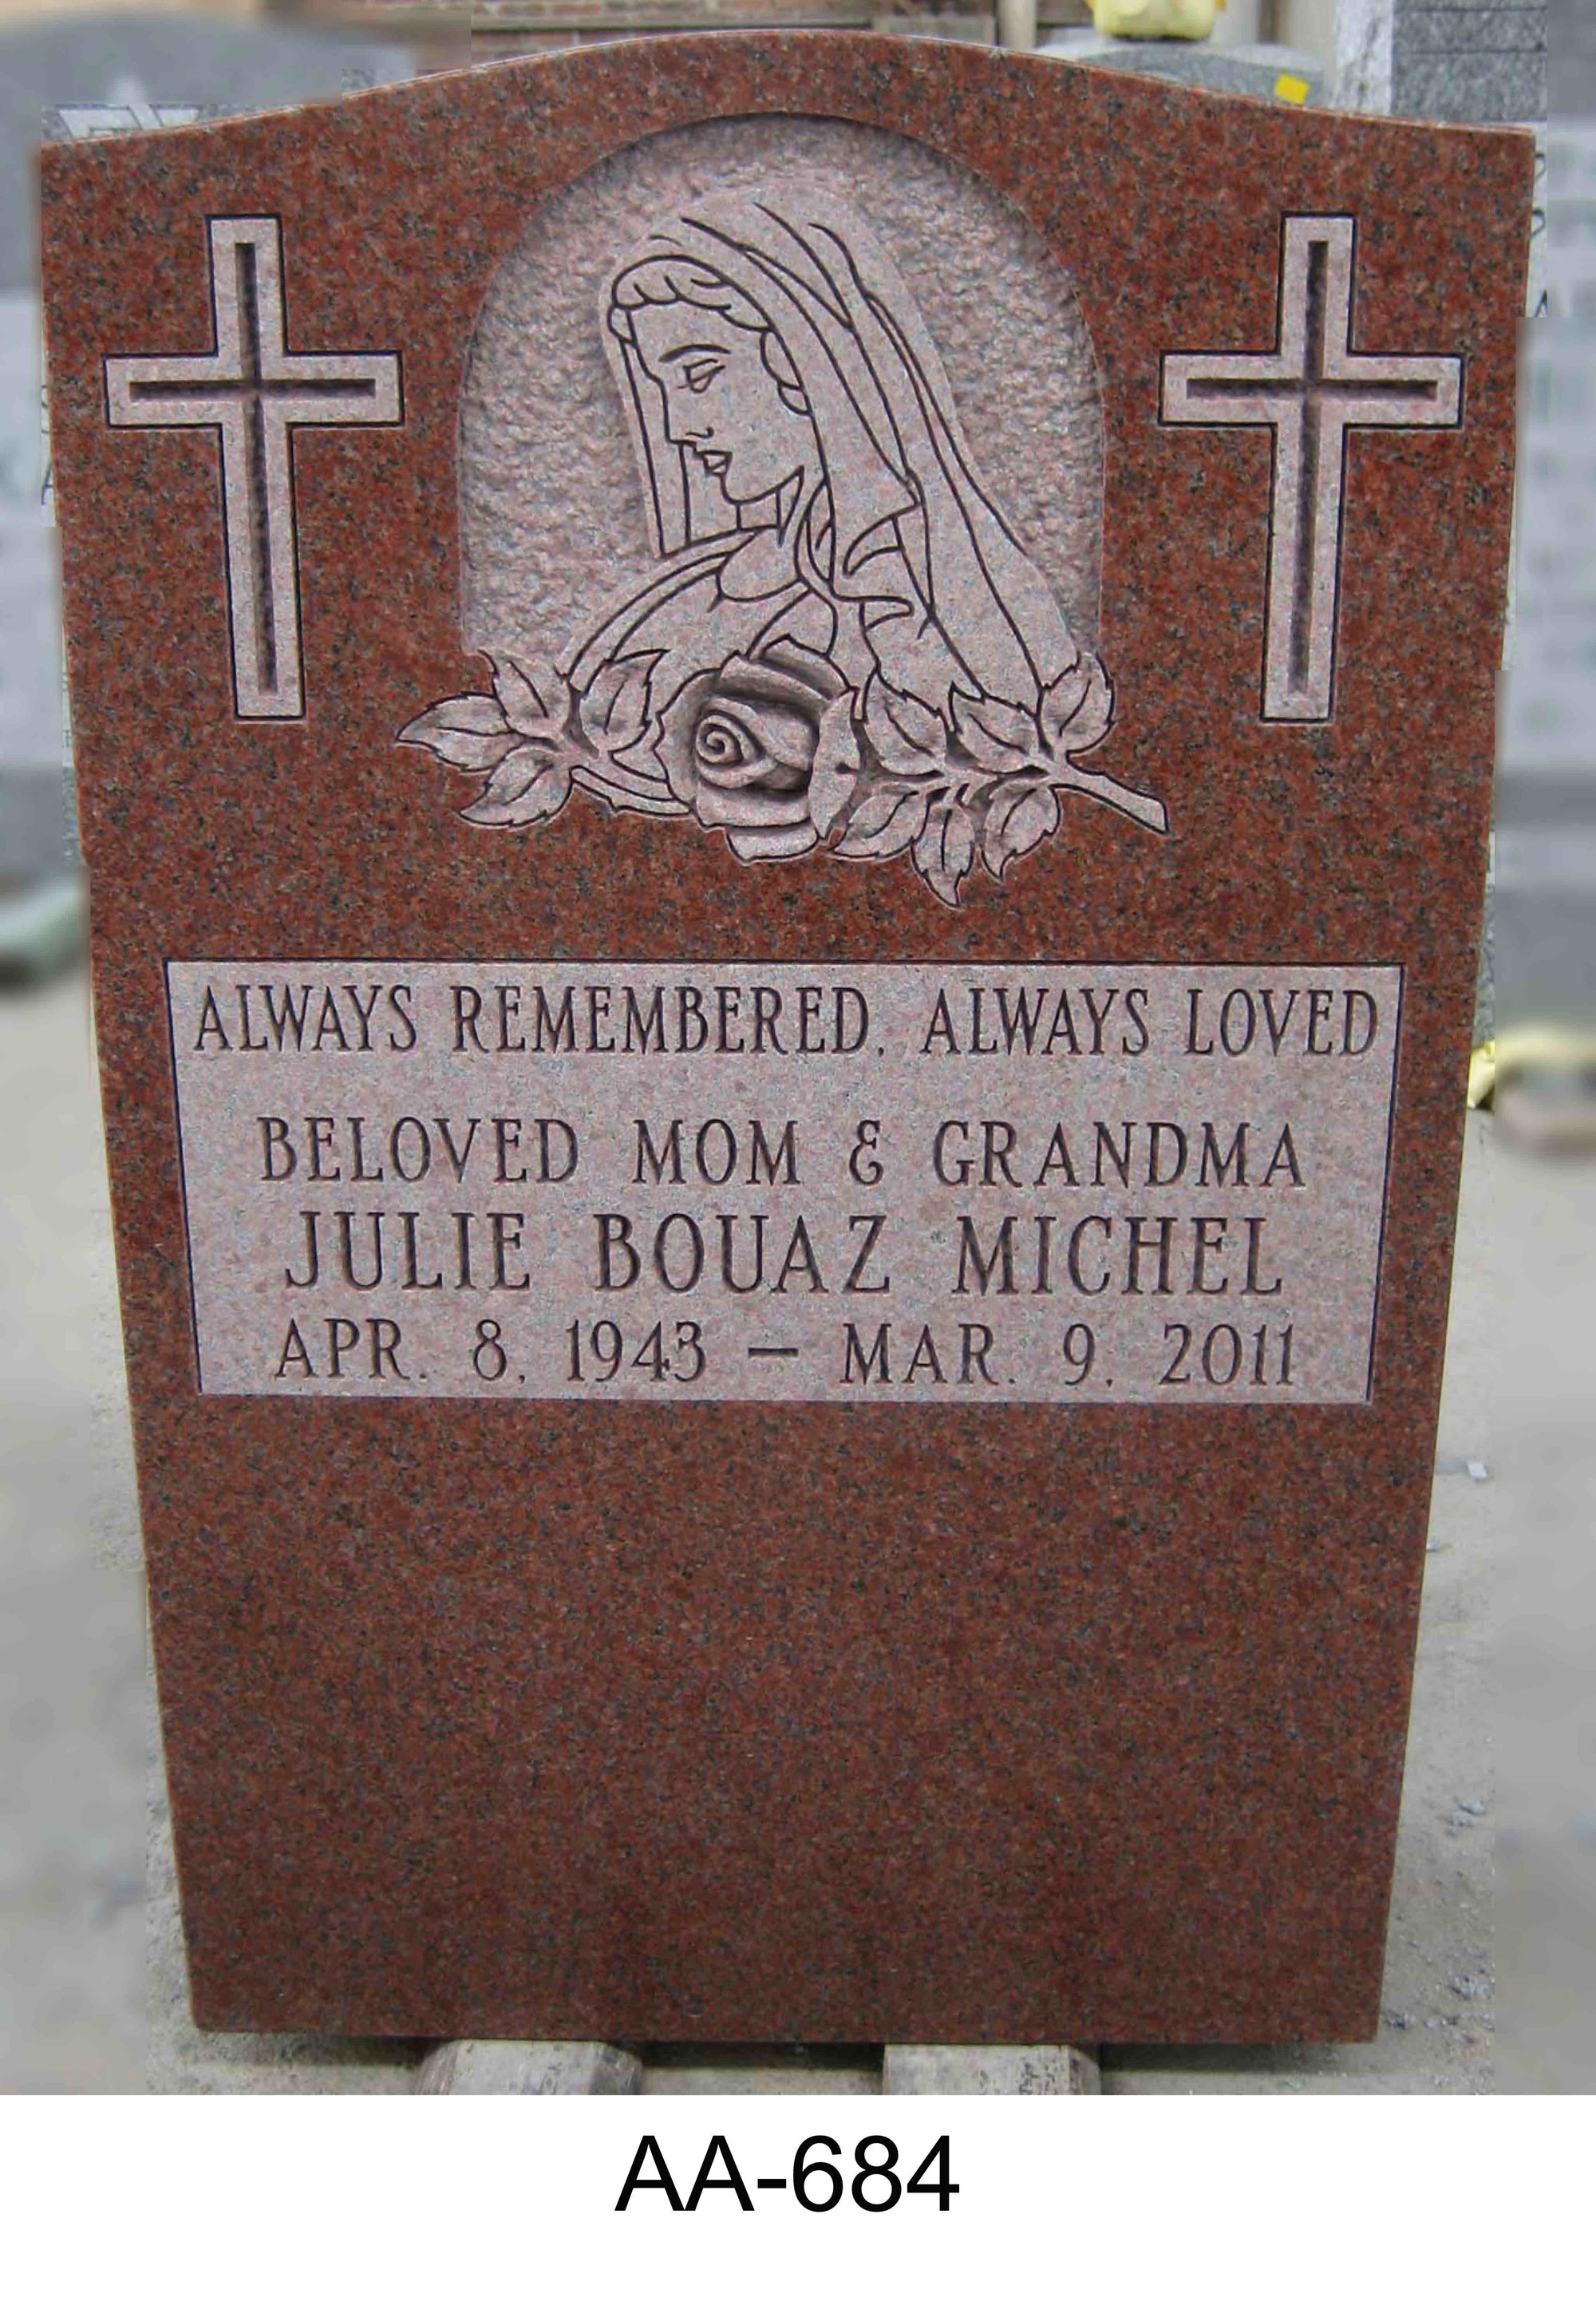 ALWAYS REMEMBERED, ALWAYS LOVED
BELOVED MOM & GRANDMA
JULIE BOUAZ MICHEL
APR. 8, 1943 — MAR. 9, 2011
AA-684